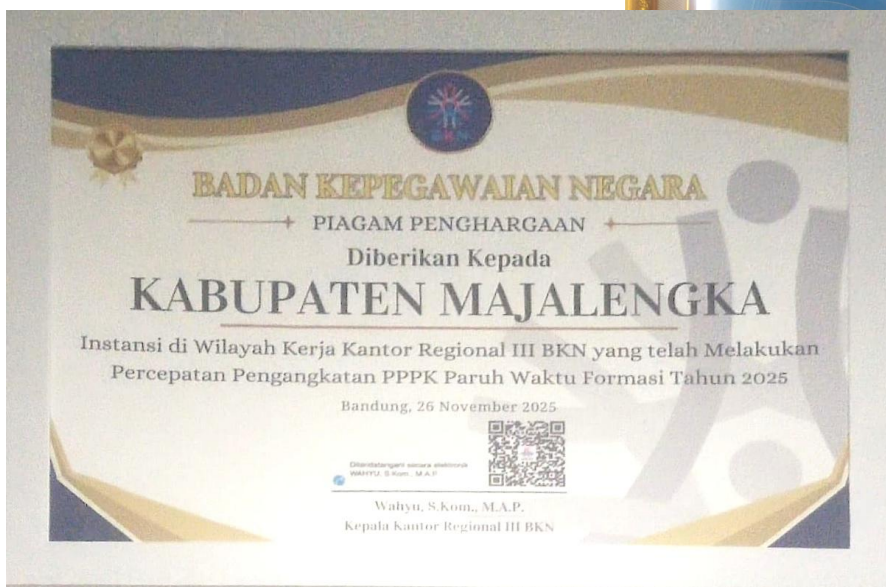 BADAN KEPEGAWAIAN NEGARA
PIAGAM PENGHARGAAN
Diberikan Kepada
KABUPATEN MAJALENGKA
Instansi di Wilayah Kerja Kantor Regional III BKN yang telah Melakukan
Percepatan Pengangkatan PPPK Paruh Waktu Formasi Tahun 2025
Bandung, 26 November 2025
Ditandatangani secara elektronik
WAHYU, S.Kom., M.A.P.
Wahyu, S.Kom., M.A.P.
Kepala Kantor Regional III BKN